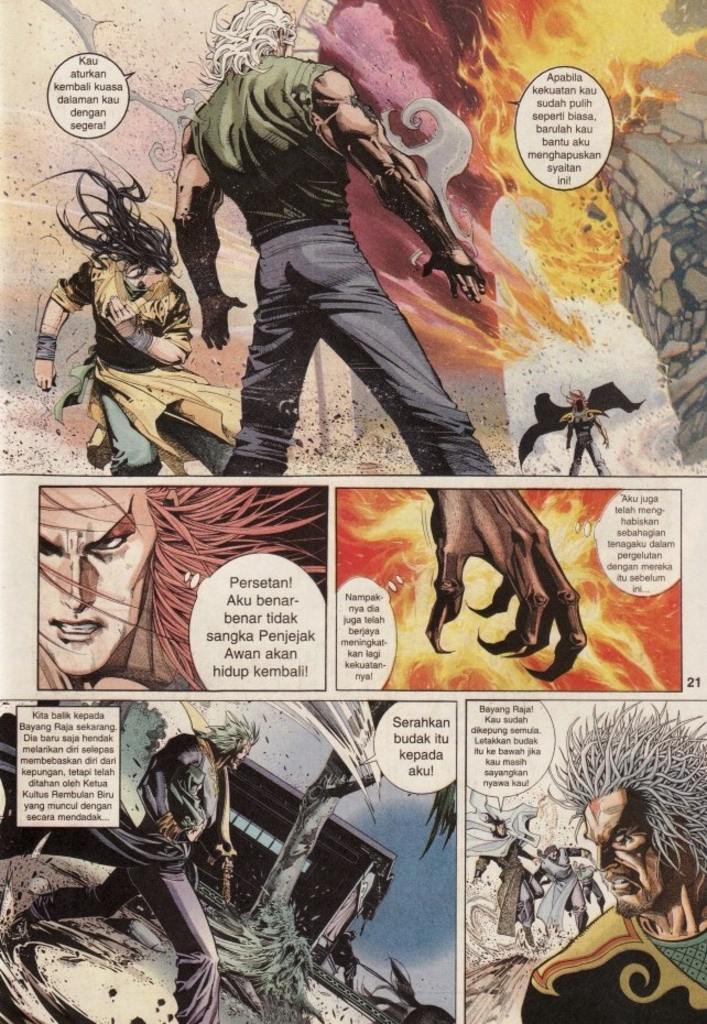 Kau
aturkan
kembali kuasa
dalaman kau
dengan
segera!
Apabila
kekuatan kau
sudah pulih
seperti biasa,
barulah kau
bantu aku
menghapuskan
syaitan
ini!
Persetan!
Aku benar-
benar tidak
sangka Penjejak
Awan akan
hidup kembali!
Nampak-
nya dia
juga telah
berjaya
meningkat-
kan lagi
kekuatan-
nya!
Aku juga
telah meng-
habiskan
sebahagian
tenagaku dalam
pergelutan
dengan mereka
itu sebelum
ini...
21
Kita balik kepada
Bayang Raja sekarang.
Dia baru saja hendak
melarikan diri selepas
membebaskan diri dari
kepungan, tetapi telah
ditahan oleh Ketua
Kultus Rembulan Biru
yang muncul dengan
secara mendadak...
Serahkan
budak itu
kepada
aku!
Bayang Raja!
Kau sudah
dikepung semula.
Letakkan budak
itu ke bawah jika
kau masih
sayangkan
nyawa kau!